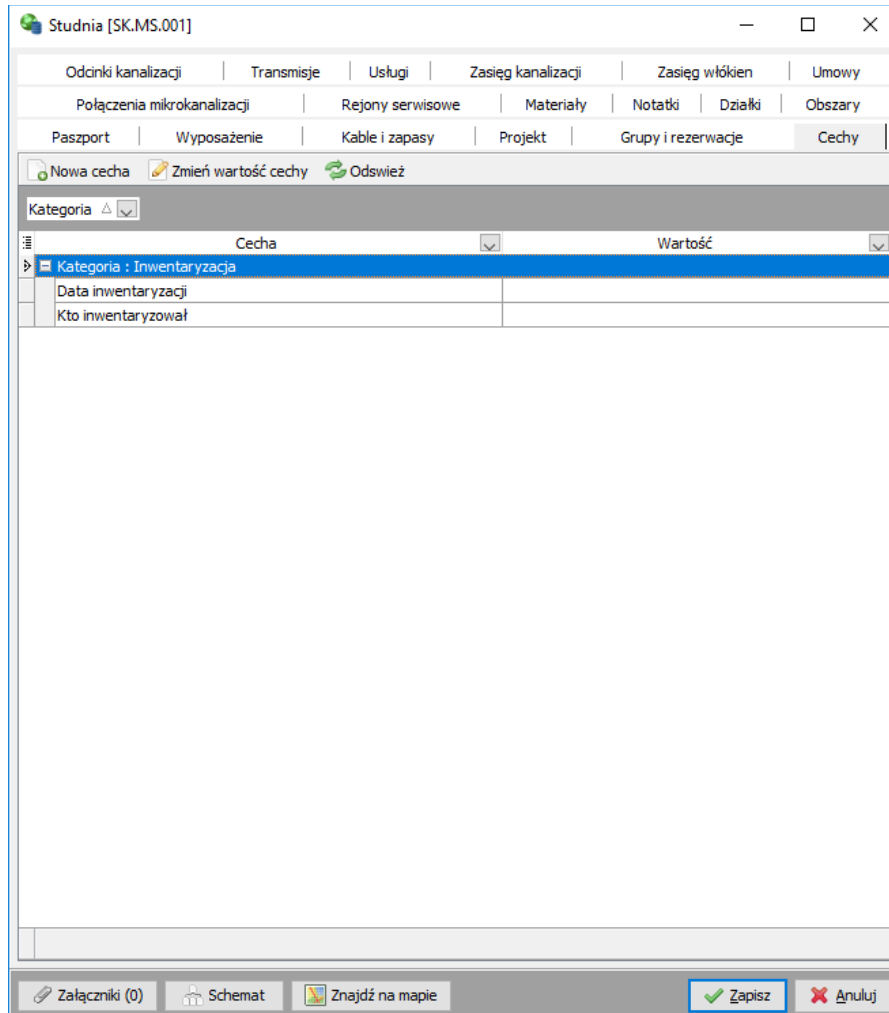 Studnia [SK.MS.001]
Odcinki kanalizacji Transmisje Usługi Zasięg kanalizacji Zasięg włókien Umowy
Połączenia mikrokanalizacji Rejony serwisowe Materiały Notatki Działki Obszary
Paszport Wyposażenie Kable i zapasy Projekt Grupy i rezerwacje Cechy
Nowa cecha Zmień wartość cechy Odswież
Kategoria
Cecha Wartość
Kategoria : Inwentaryzacja
Data inwentaryzacji
Kto inwentaryzował
Załączniki (0) Schemat Znajdź na mapie Zapisz Anuluj